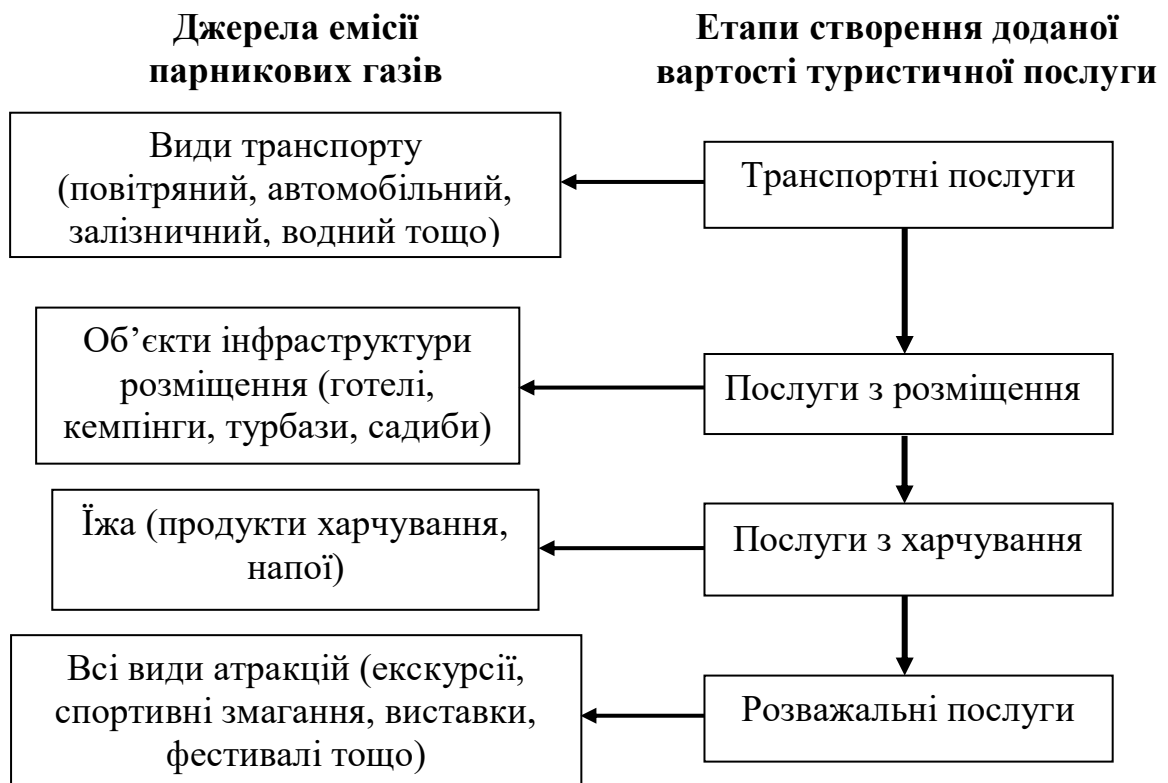 Джерела емісії
парникових газів
Етапи створення доданої
вартості туристичної послуги
Види транспорту
(повітряний, автомобільний,
залізничний, водний тощо)
Транспортні послуги
Об’єкти інфраструктури
розміщення (готелі,
кемпінги, турбази, садиби)
Послуги з розміщення
Їжа (продукти харчування,
напої)
Послуги з харчування
Всі види атракцій (екскурсії,
спортивні змагання, виставки,
фестивалі тощо)
Розважальні послуги